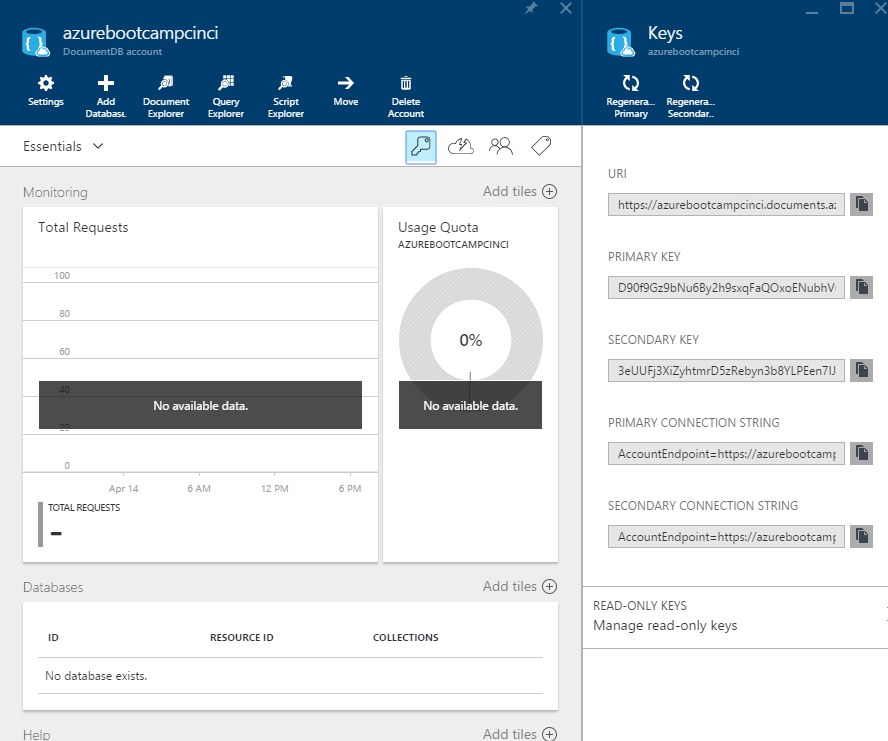 azurebootcampcinci
DocumentDB account
Settings
Add Database
Document Explorer
Query Explorer
Script Explorer
Move
Delete Account
Essentials
Monitoring
Add tiles
Total Requests
100
80
60
40
20
0
No available data.
Apr 14
6 AM
12 PM
6 PM
TOTAL REQUESTS
–
Usage Quota
AZUREBOOTCAMPCINCI
0%
No available data.
Databases
Add tiles
ID
RESOURCE ID
COLLECTIONS
No database exists.
Help
Add tiles
Keys
azurebootcampcinci
Regenera... Primary
Regenera... Secondar..
URI
https://azurebootcampcinci.documents.az
PRIMARY KEY
D90f9Gz9bNu6By2h9sxqFaQOxoENubhV
SECONDARY KEY
3eUUFj3XiZyhtmrD5zRebyn3b8YLPEen7IJ
PRIMARY CONNECTION STRING
AccountEndpoint=https://azurebootcamp
SECONDARY CONNECTION STRING
AccountEndpoint=https://azurebootcamp
READ-ONLY KEYS
Manage read-only keys